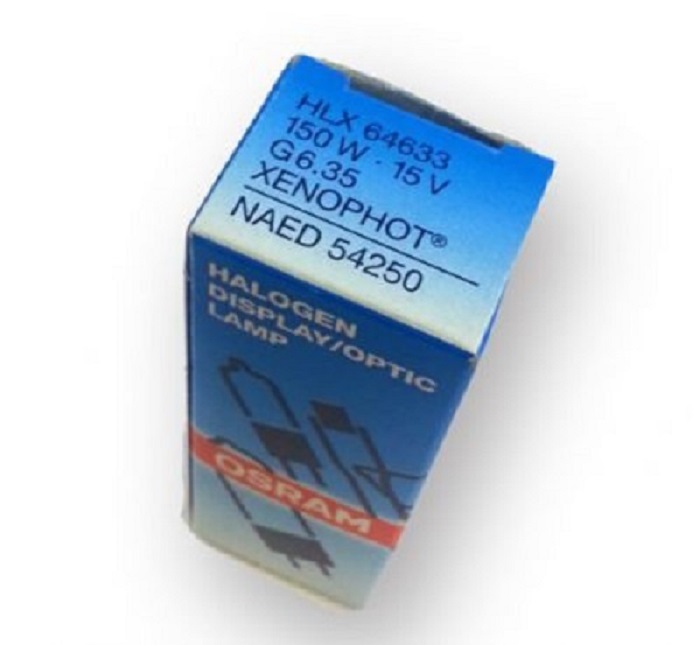 HLX 64633
150 W · 15 V
G6.35
XENOPHOT®
NAED 54250
HALOGEN
DISPLAY/OPTIC
LAMP
OSRAM